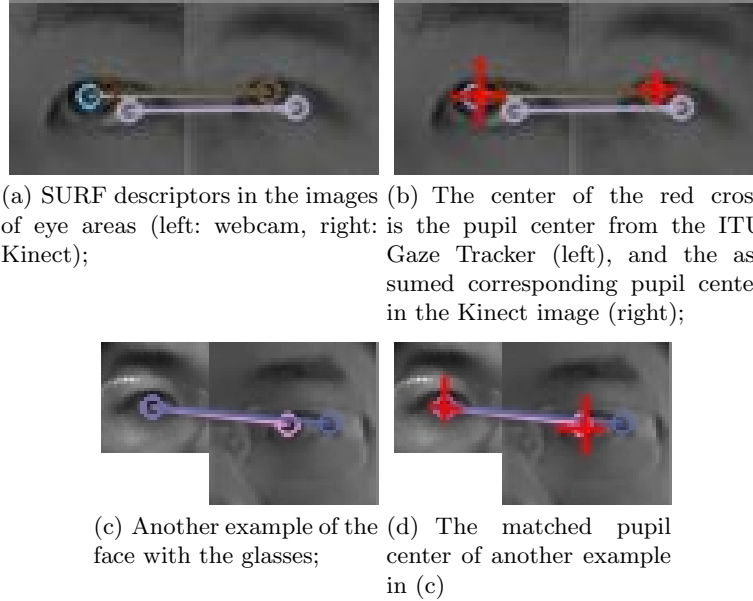 (a) SURF descriptors in the images
of eye areas (left: webcam, right:
Kinect);
(b) The center of the red cros
is the pupil center from the ITU
Gaze Tracker (left), and the as
sumed corresponding pupil cente
in the Kinect image (right);
(c) Another example of the
face with the glasses;
(d) The matched pupil
center of another example
in (c)